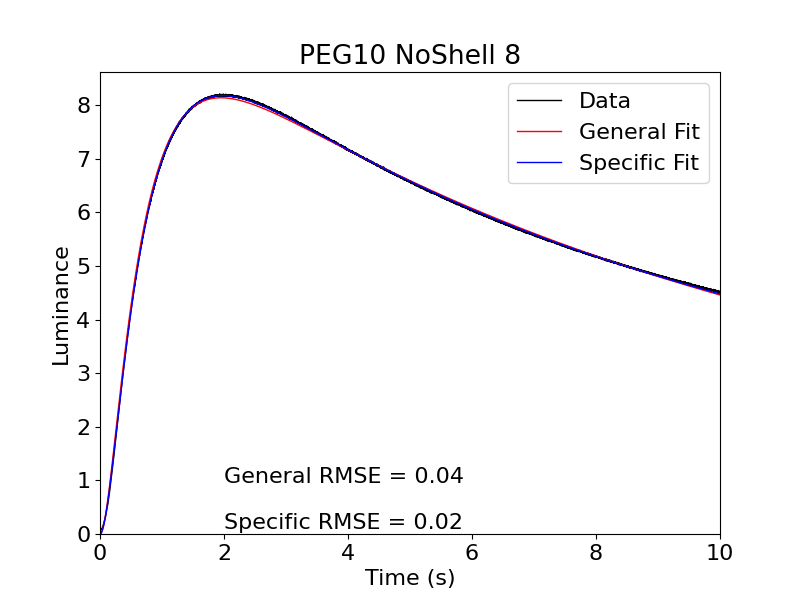 PEG10 NoShell 8
Data
General Fit
Specific Fit
Luminance
8
7
6
5
4
3
2
1
0
General RMSE = 0.04
Specific RMSE = 0.02
0 2 4 6 8 10
Time (s)